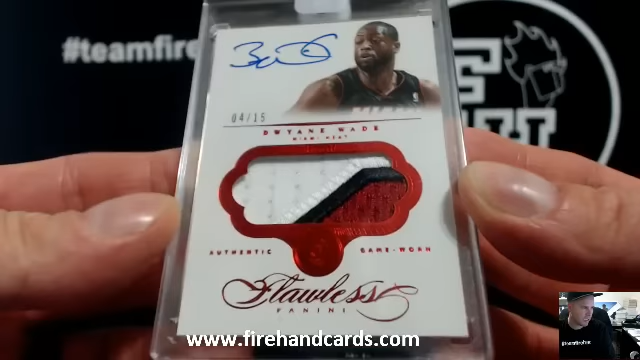 #teamfire
04/15
DWYANE WADE
MIAMI HEAT
AUTHENTIC GAME-WORN
Flawless
PANINI
www.firehandcards.com